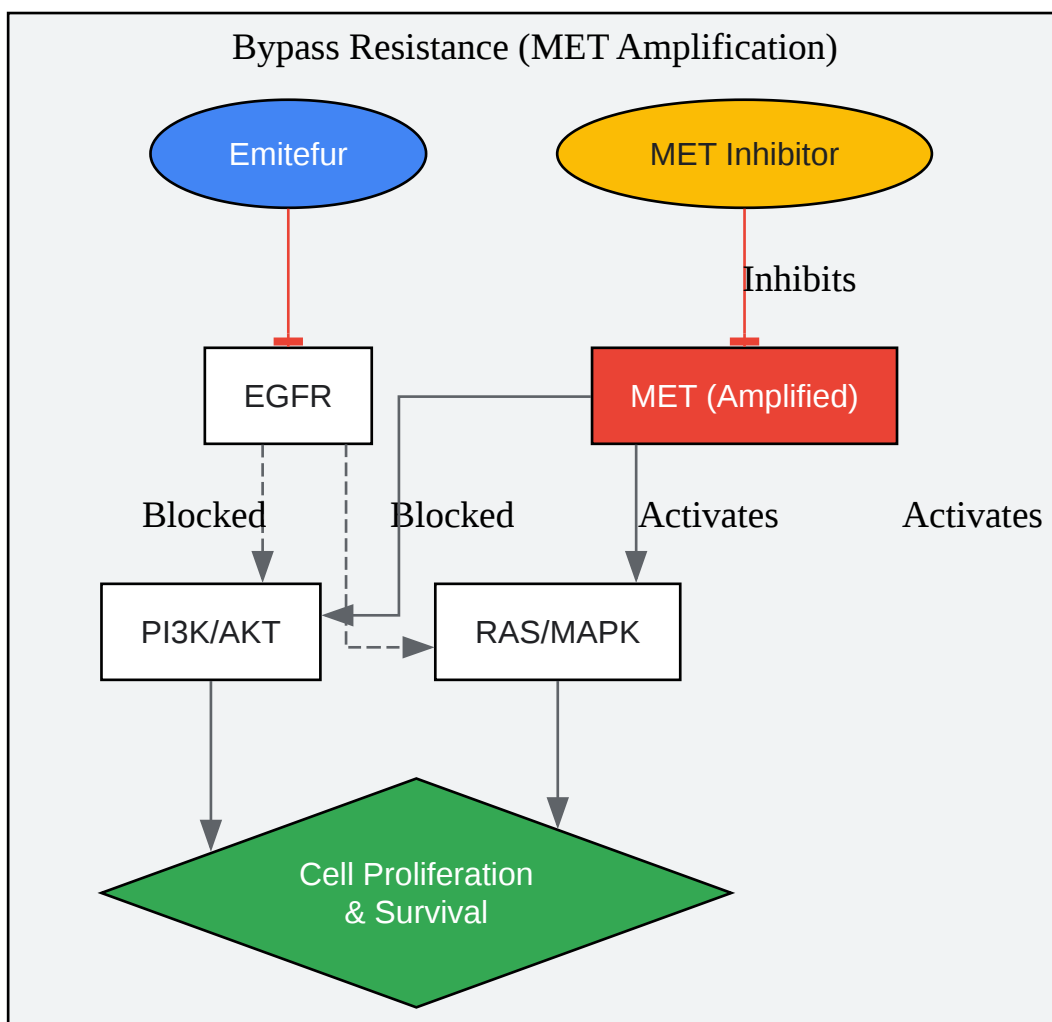 Bypass Resistance (MET Amplification)
Emitefur
MET Inhibitor
Inhibits
EGFR
MET (Amplified)
Blocked
Blocked
Activates
Activates
PI3K/AKT
RAS/MAPK
Cell Proliferation
& Survival